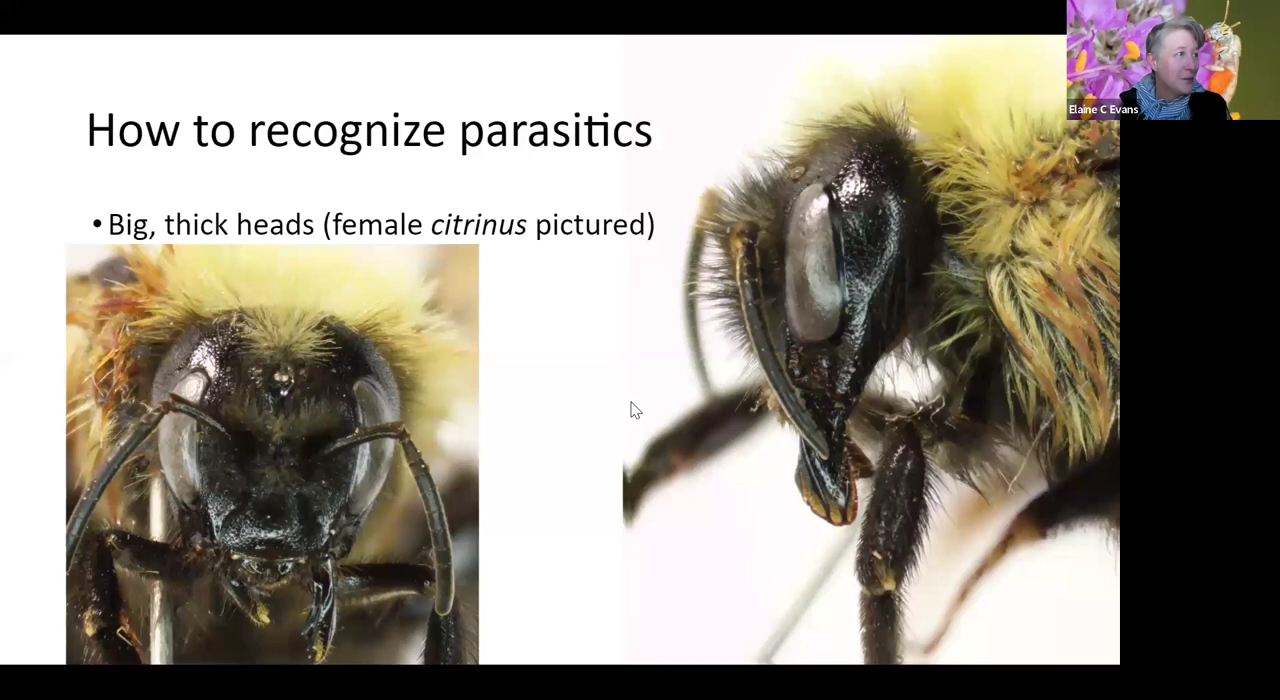 How to recognize parasitics
• Big, thick heads (female citrinus pictured)
Elaine C Evans